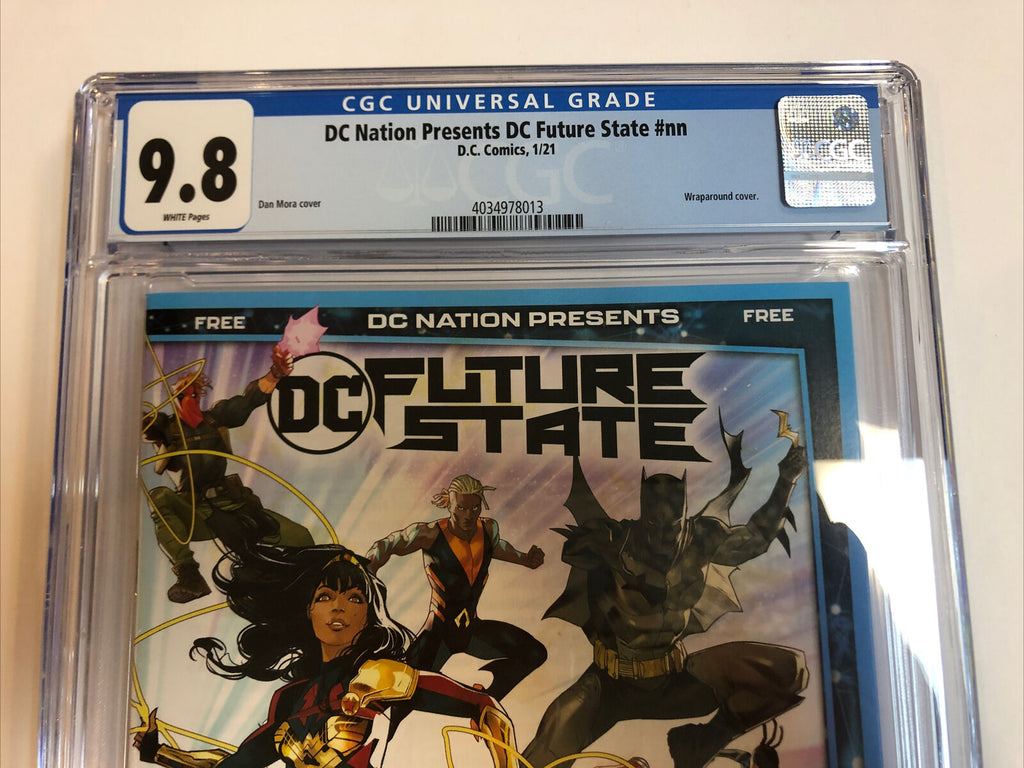 CGC UNIVERSAL GRADE
9.8
WHITE Pages
DC Nation Presents DC Future State #nn
D.C. Comics, 1/21
CGC
CGC
Dan Mora cover
Wraparound cover.
4034978013
FREE
DC NATION PRESENTS
FREE
DC FUTURE
STATE